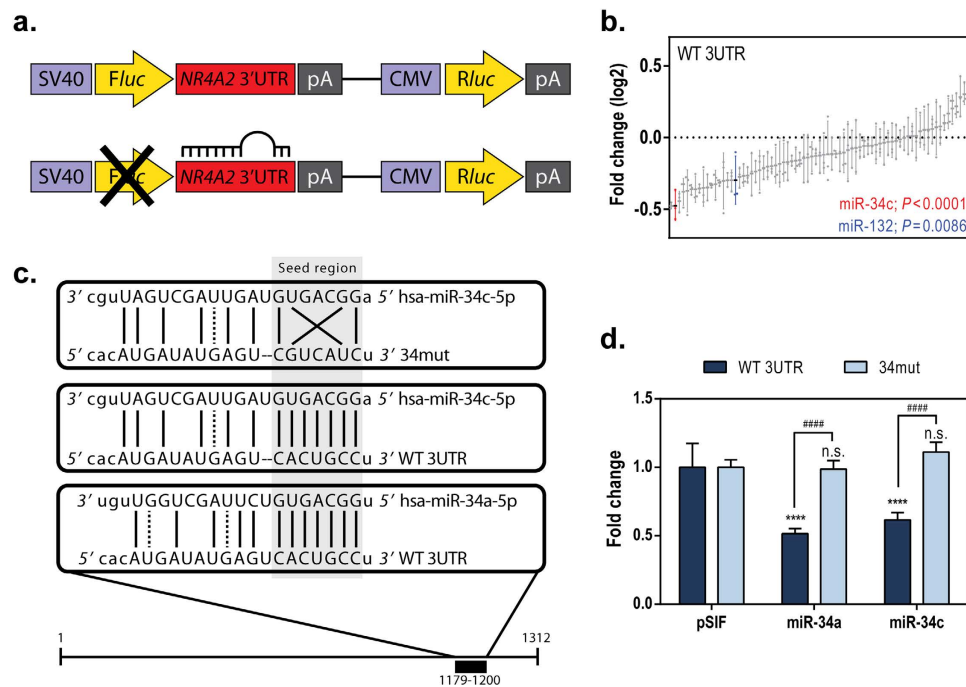 a.
SV40 Fluc NR4A2 3′UTR pA CMV Rluc pA
SV40 Fluc NR4A2 3′UTR pA CMV Rluc pA
b.
WT 3UTR
Fold change (log2)
0.5
0.0
-0.5
miR-34c; P<0.0001
miR-132; P=0.0086
c.
Seed region
3′ cguUAGUCGAUUGAUGUGACGGa 5′ hsa-miR-34c-5p
5′ cacAUGAUAUGAGU--CGUCAUCu 3′ 34mut
3′ cguUAGUCGAUUGAUGUGACGGa 5′ hsa-miR-34c-5p
5′ cacAUGAUAUGAGU--CACUGCCu 3′ WT 3UTR
3′ uguUGGUCGAUUCUGUGACGGu 5′ hsa-miR-34a-5p
5′ cacAUGAUAUGAGUCACUGCCu 3′ WT 3UTR
1
1312
1179-1200
d.
WT 3UTR 34mut
Fold change
1.5
1.0
0.5
0.0
####
n.s.
****
####
n.s.
****
pSIF miR-34a miR-34c